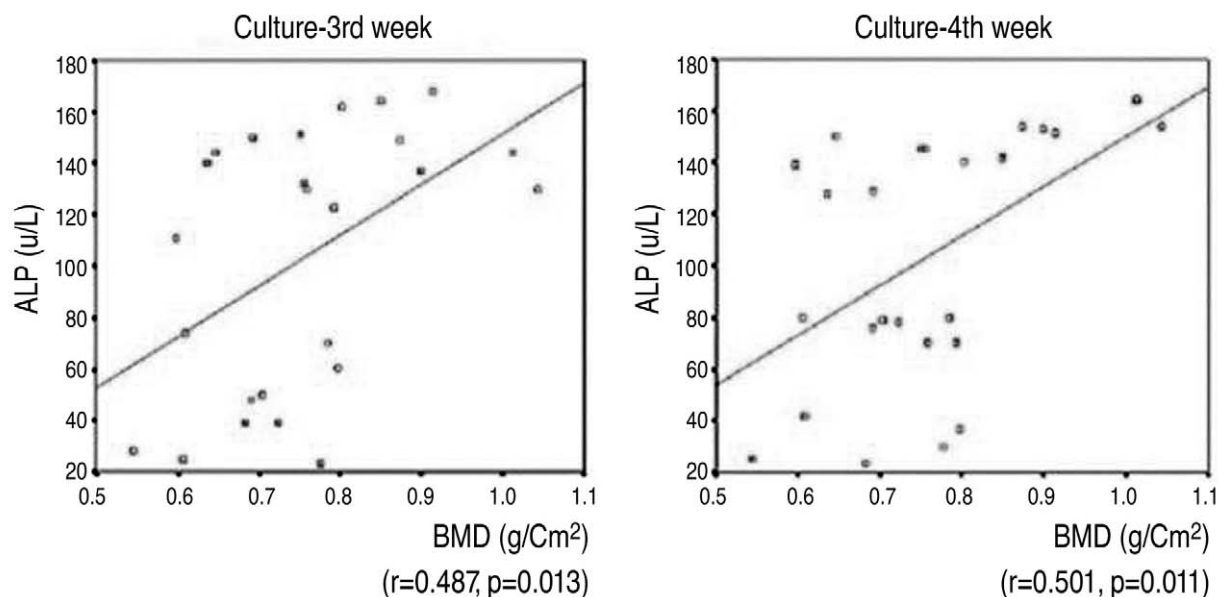 Culture-3rd week
180
160
140
120
100
80
60
40
20
ALP (u/L)
0.5 0.6 0.7 0.8 0.9 1.0 1.1
BMD (g/Cm²)
(r=0.487, p=0.013)
Culture-4th week
180
160
140
120
100
80
60
40
20
ALP (u/L)
0.5 0.6 0.7 0.8 0.9 1.0 1.1
BMD (g/Cm²)
(r=0.501, p=0.011)